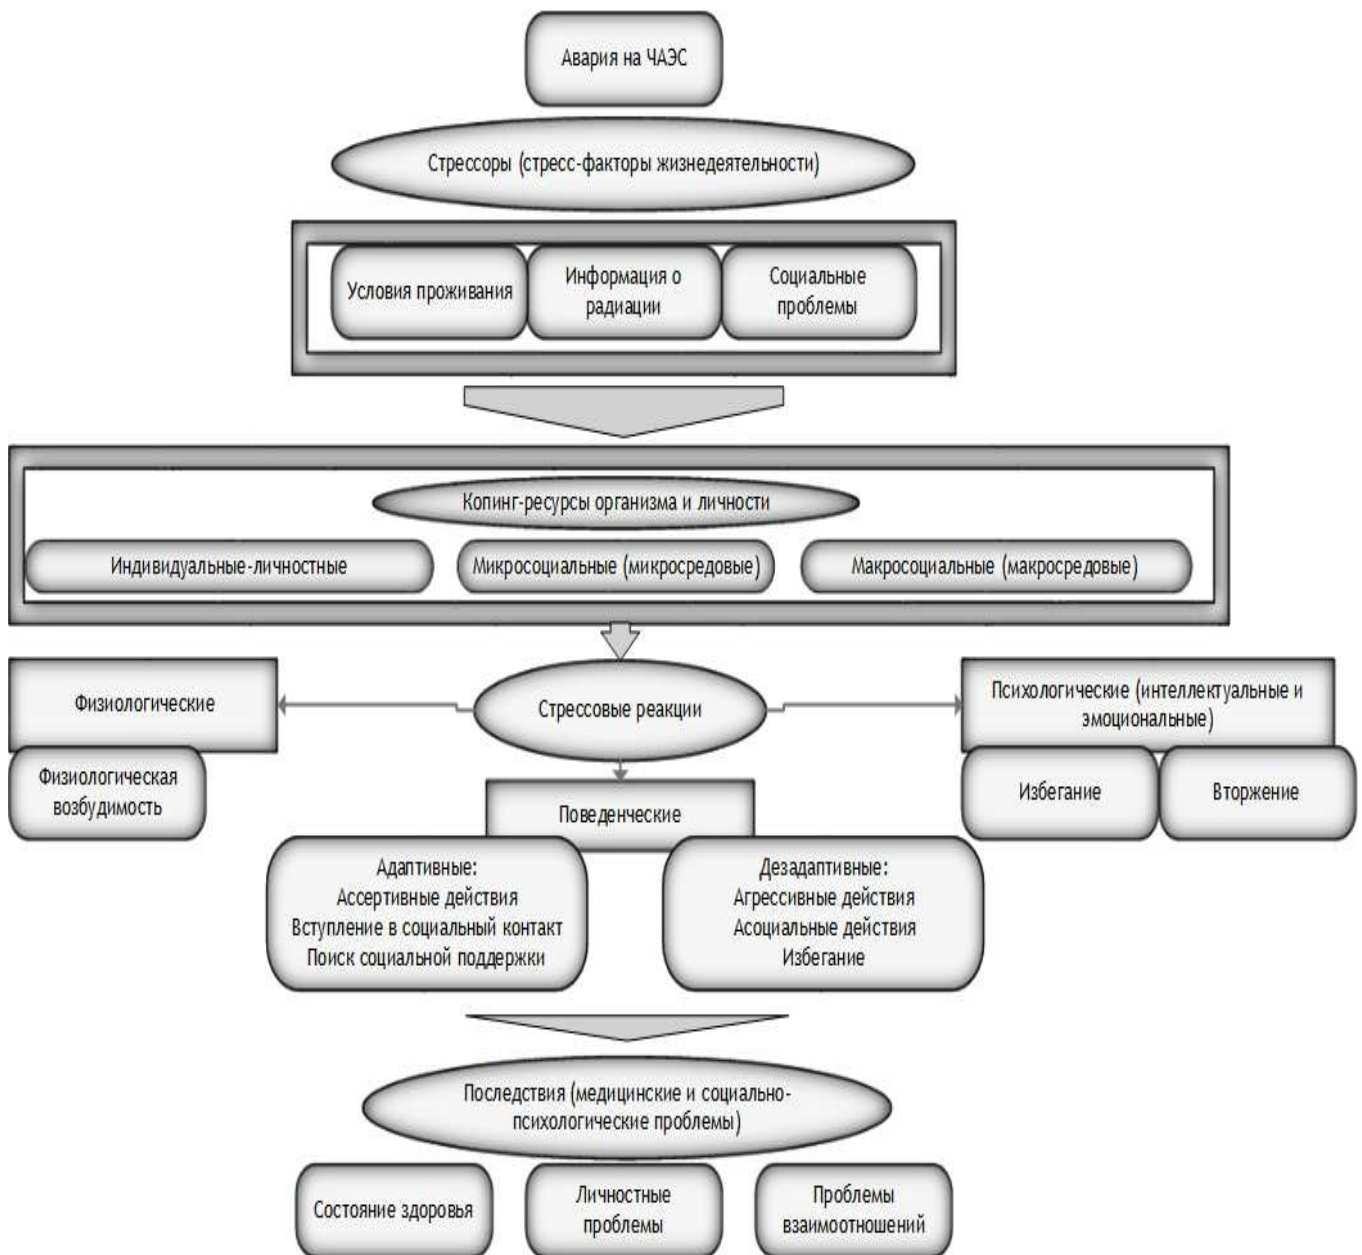 Авария на ЧАЭС
Стрессоры (стресс-факторы жизнедеятельности)
Условия проживания
Информация о
радиации
Социальные
проблемы
Копинг-ресурсы организма и личности
Индивидуальные-личностные
Микросоциальные (микросредовые)
Макросоциальные (макросредовые)
Стрессовые реакции
Физиологические
Физиологическая
возбудимость
Психологические (интеллектуальные и
эмоциональные)
Избегание
Вторжение
Поведенческие
Адаптивные:
Ассертивные действия
Вступление в социальный контакт
Поиск социальной поддержки
Дезадаптивные:
Агрессивные действия
Асоциальные действия
Избегание
Последствия (медицинские и социально-
психологические проблемы)
Состояние здоровья
Личностные
проблемы
Проблемы
взаимоотношений